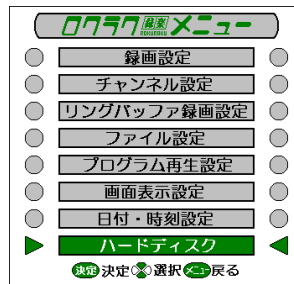 ロクラク録楽メニュー
ROKURAKU
録画設定
チャンネル設定
リングバッファ録画設定
ファイル設定
プログラム再生設定
画面表示設定
日付・時刻設定
ハードディスク
決定 決定 選択 メニュー 戻る